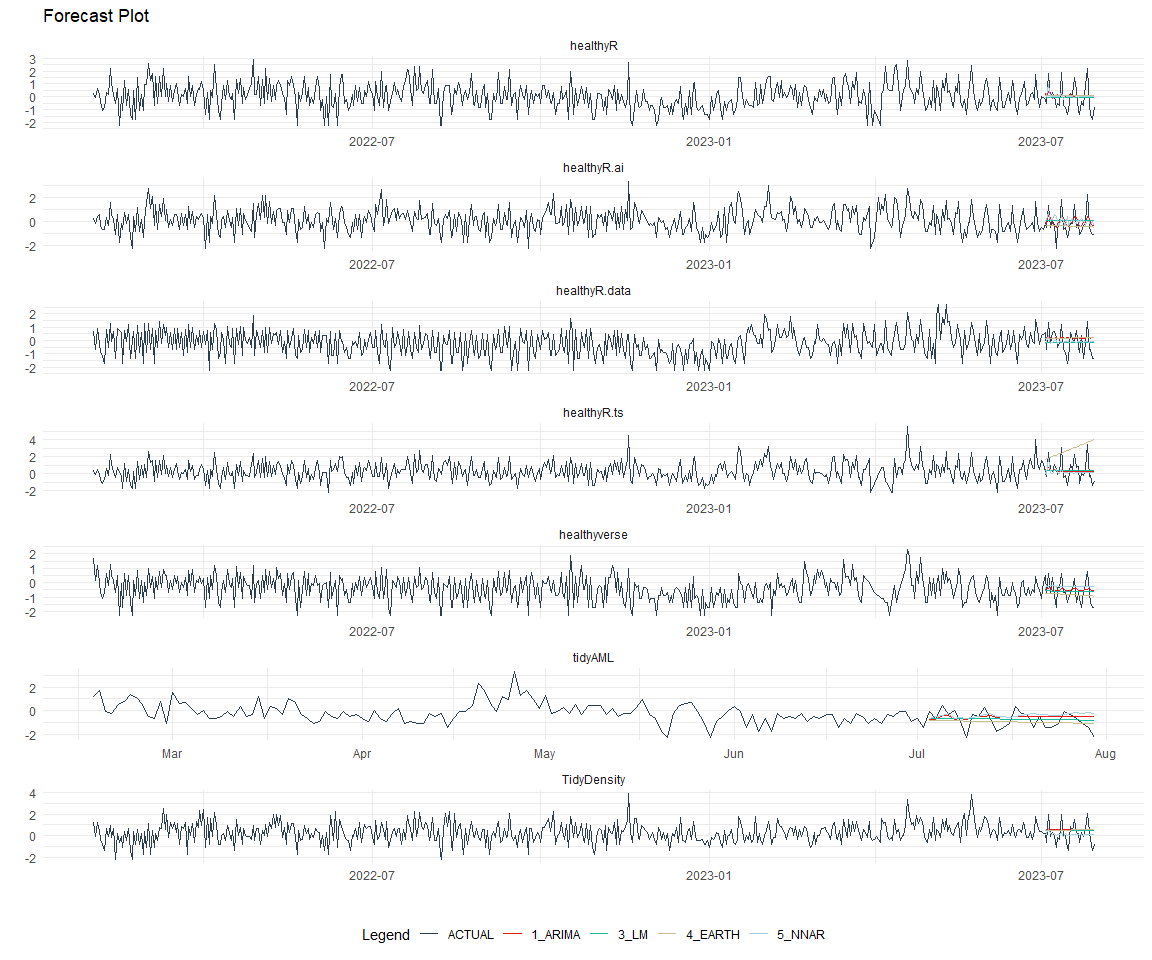 Forecast Plot
healthyR
3
2
1
0
-1
-2
2022-07 2023-01 2023-07
healthyR.ai
2
0
-2
2022-07 2023-01 2023-07
healthyR.data
2
1
0
-1
-2
2022-07 2023-01 2023-07
healthyR.ts
4
2
0
-2
2022-07 2023-01 2023-07
healthyverse
2
1
0
-1
-2
2022-07 2023-01 2023-07
tidyAML
2
0
-2
Mar Apr May Jun Jul Aug
TidyDensity
4
2
0
-2
2022-07 2023-01 2023-07
Legend ACTUAL 1_ARIMA 3_LM 4_EARTH 5_NNAR